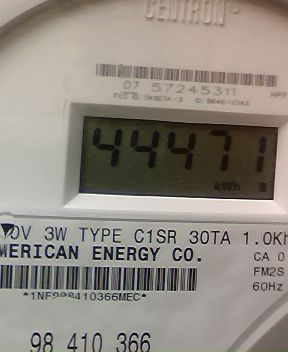 CENTRON®
07 57245311
44471
kWh
0V 3W TYPE C1SR 30TA 1.0Kh
MERICAN ENERGY CO.
CA 0
FM2S
60Hz
98 410 366